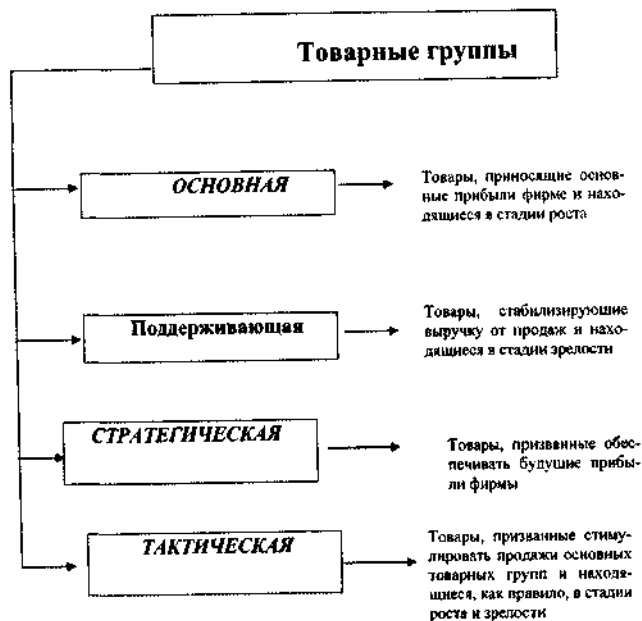 Товарные группы
ОСНОВНАЯ
Товары, приносящие основ-
ные прибыли фирме и нахо-
дящиеся в стадии роста
Поддерживающая
Товары, стабилизирующие
выручку от продаж и нахо-
дящиеся в стадии зрелости
СТРАТЕГИЧЕСКАЯ
Товары, призванные обес-
печивать будущие прибы-
ли фирмы
ТАКТИЧЕСКАЯ
Товары, призванные стиму-
лировать продажи основных
товарных групп и находя-
щиеся, как правило, в стадии
роста и зрелости